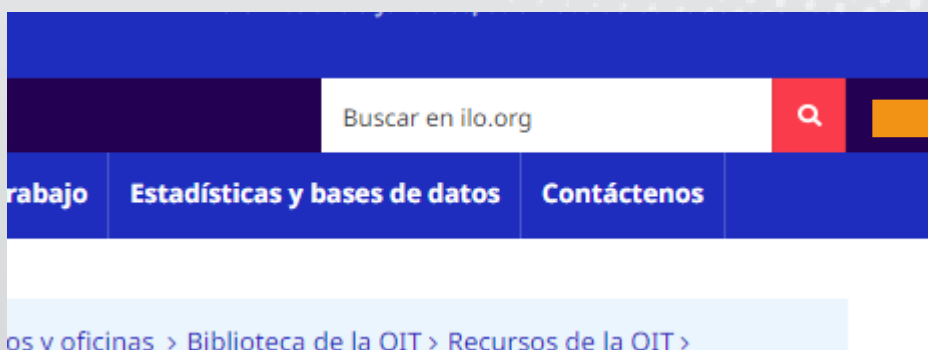 Buscar en ilo.org
rabajo Estadísticas y bases de datos Contáctenos
os y oficinas > Biblioteca de la OIT > Recursos de la OIT >